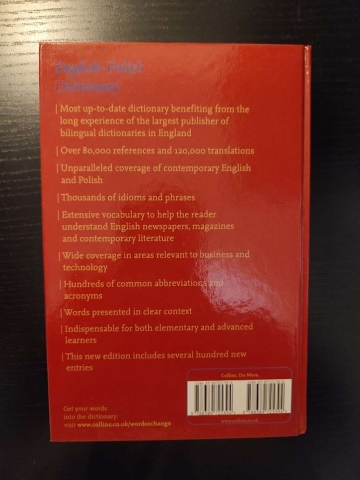 English-Polish
Dictionary
| Most up-to-date dictionary benefiting from the
long experience of the largest publisher of
bilingual dictionaries in England
| Over 80,000 references and 120,000 translations
| Unparalleled coverage of contemporary English
and Polish
| Thousands of idioms and phrases
| Extensive vocabulary to help the reader
understand English newspapers, magazines
and contemporary literature
| Wide coverage in areas relevant to business and
technology
| Hundreds of common abbreviations and
acronyms
| Words presented in clear context
| Indispensable for both elementary and advanced
learners
| This new edition includes several hundred new
entries
Collins. Do More.
Get your words
into the dictionary:
visit www.collins.co.uk/wordexchange